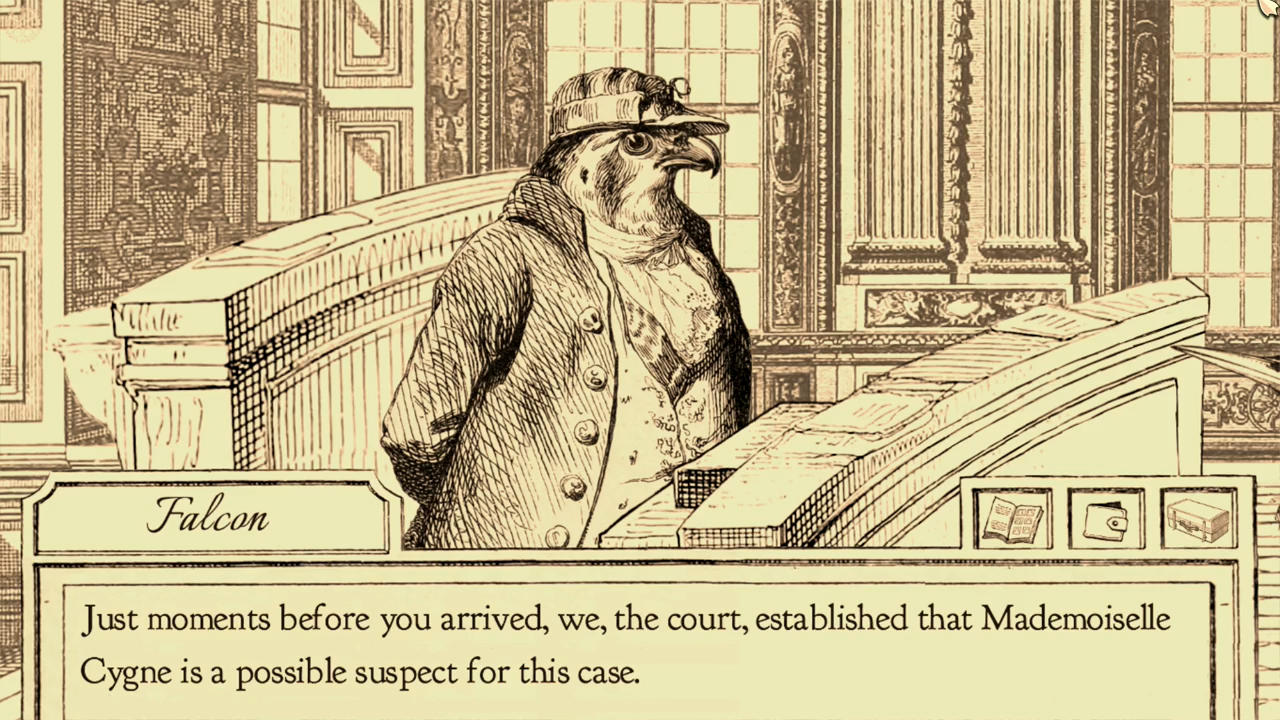 Falcon
Just moments before you arrived, we, the court, established that Mademoiselle
Cygne is a possible suspect for this case.